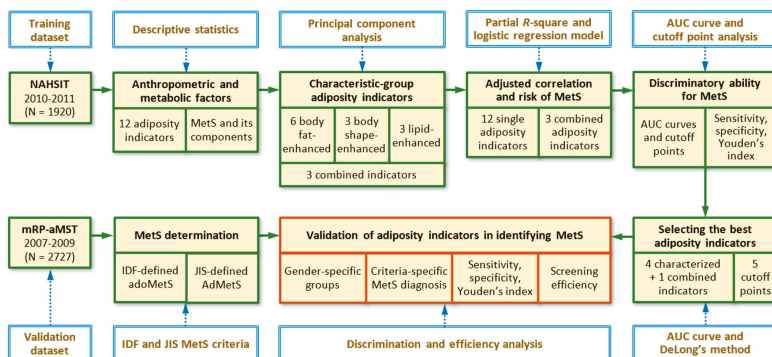 Training
dataset
Descriptive statistics
Principal component
analysis
Partial R-square and
logistic regression model
AUC curve and
cutoff point analysis
NAHSIT
2010-2011
(N = 1920)
Anthropometric and
metabolic factors
12 adiposity
indicators
MetS and its
components
Characteristic-group
adiposity indicators
6 body
fat-
enhanced
3 body
shape-
enhanced
3 lipid-
enhanced
3 combined indicators
Adjusted correlation
and risk of MetS
12 single
adiposity
indicators
3 combined
adiposity
indicators
Discriminatory ability
for MetS
AUC curves
and cutoff
points
Sensitivity,
specificity,
Youden's
index
mRP-aMST
2007-2009
(N = 2727)
MetS determination
IDF-defined
adoMetS
JIS-defined
AdMetS
Validation of adiposity indicators in identifying MetS
Gender-specific
groups
Criteria-specific
MetS diagnosis
Sensitivity,
specificity,
Youden's index
Screening
efficiency
Selecting the best
adiposity indicators
4 characterized
+ 1 combined
indicators
5
cutoff
points
Validation
dataset
IDF and JIS MetS criteria
Discrimination and efficiency analysis
AUC curve and
DeLong's method